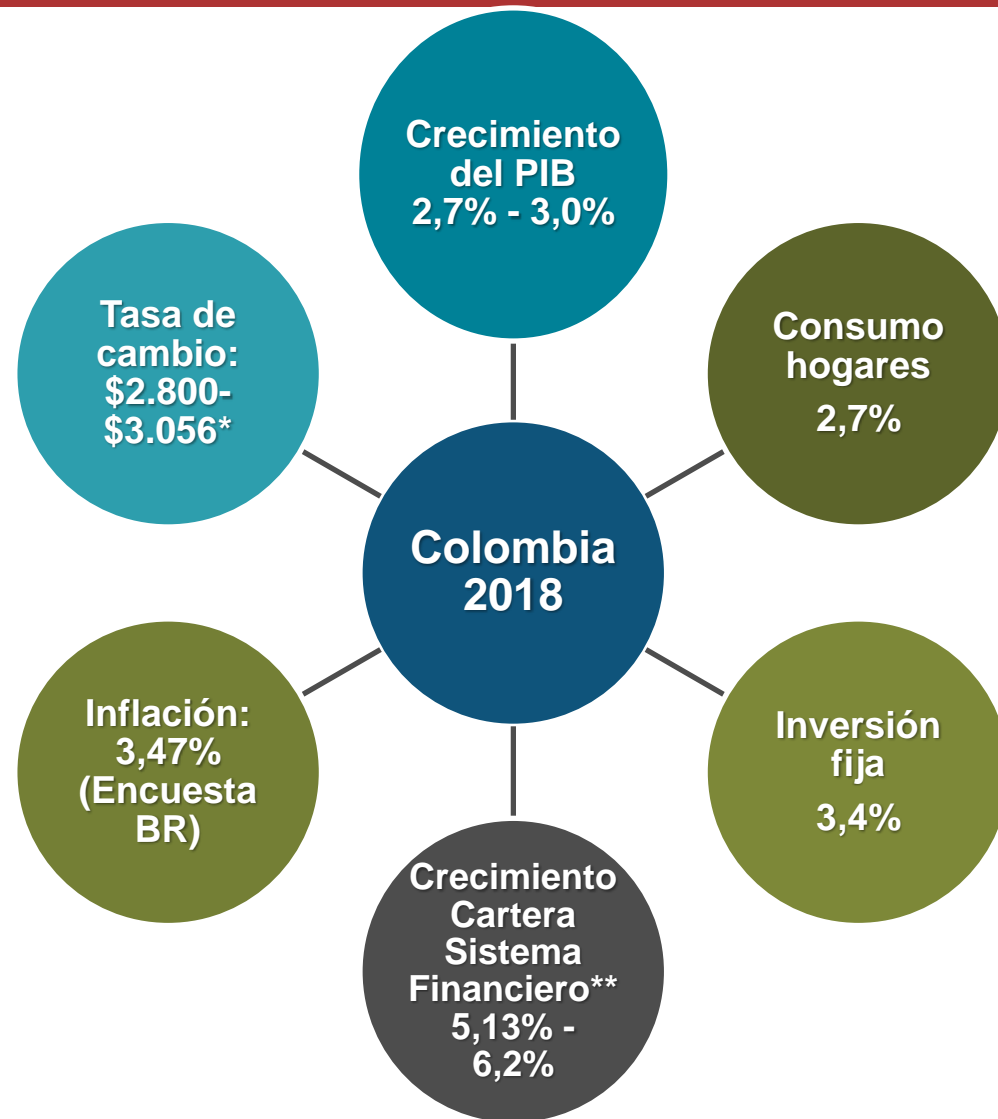 Crecimiento
del PIB
2,7% - 3,0%
Tasa de
cambio:
$2.800-
$3.056*
Consumo
hogares
2,7%
Colombia
2018
Inflación:
3,47%
(Encuesta
BR)
Inversión
fija
3,4%
Crecimiento
Cartera
Sistema
Financiero**
5,13% -
6,2%